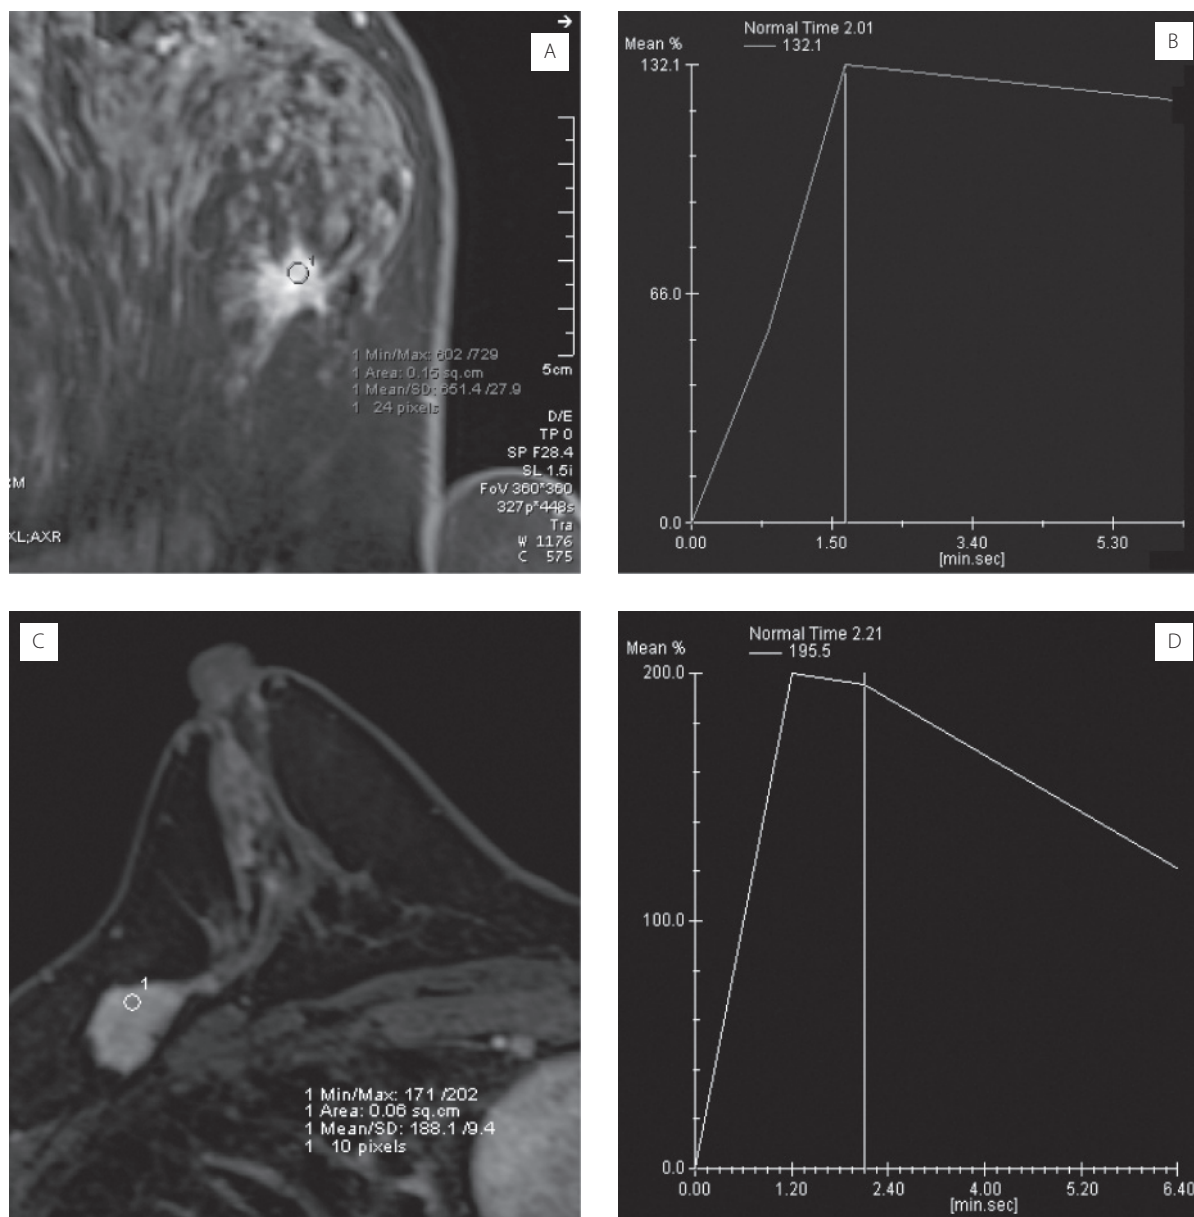 A
1
1 Min/Max: 602 /729
1 Area: 0.15 sq.cm
1 Mean/SD: 651.4 /27.9
1 24 pixels
5cm
D/E
TP 0
SP F28.4
SL 1.5i
FoV 360*360
327p*448s
Tra
W 1176
C 575
:M
XL;AXR
B
Normal Time 2.01
132.1
Mean %
132.1
66.0
0.0
0.00 1.50 3.40 5.30
[min.sec]
C
1
1 Min/Max: 171 /202
1 Area: 0.06 sq.cm
1 Mean/SD: 188.1 /9.4
1 10 pixels
D
Normal Time 2.21
195.5
Mean %
200.0
100.0
0.0
0.00 1.20 2.40 4.00 5.20 6.40
[min.sec]